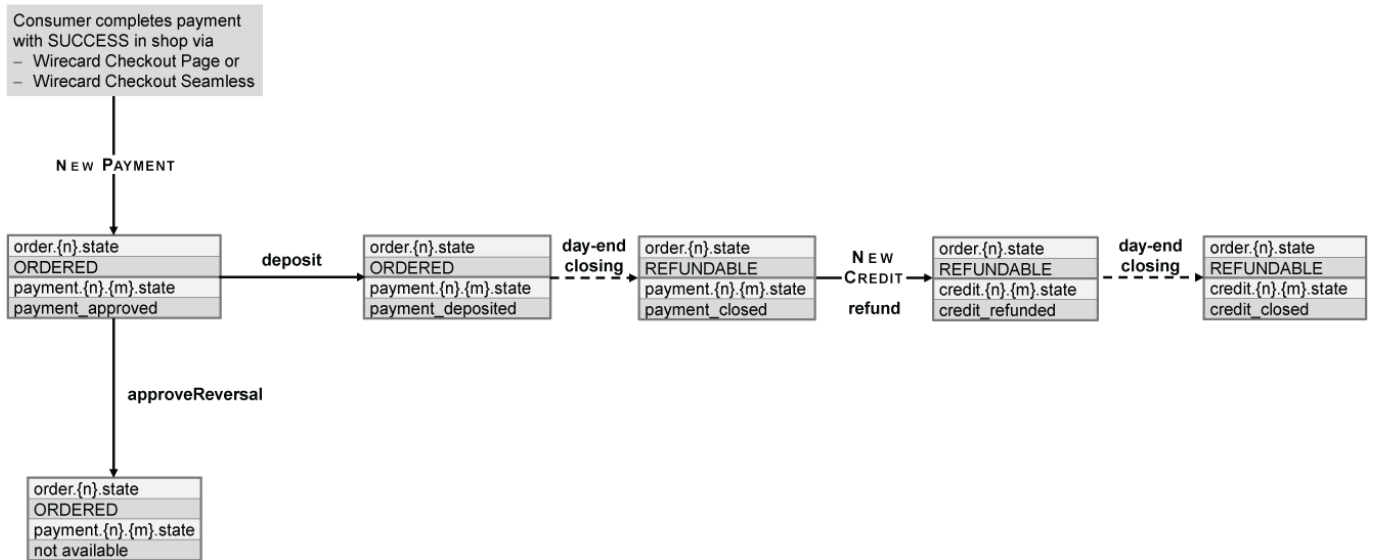 Consumer completes payment
with SUCCESS in shop via
– Wirecard Checkout Page or
– Wirecard Checkout Seamless
NEW PAYMENT
order.{n}.state
ORDERED
payment.{n}.{m}.state
payment_approved
deposit
order.{n}.state
ORDERED
payment.{n}.{m}.state
payment_deposited
day-end
closing
order.{n}.state
REFUNDABLE
payment.{n}.{m}.state
payment_closed
NEW
CREDIT
refund
order.{n}.state
REFUNDABLE
credit.{n}.{m}.state
credit_refunded
day-end
closing
order.{n}.state
REFUNDABLE
credit.{n}.{m}.state
credit_closed
approveReversal
order.{n}.state
ORDERED
payment.{n}.{m}.state
not available